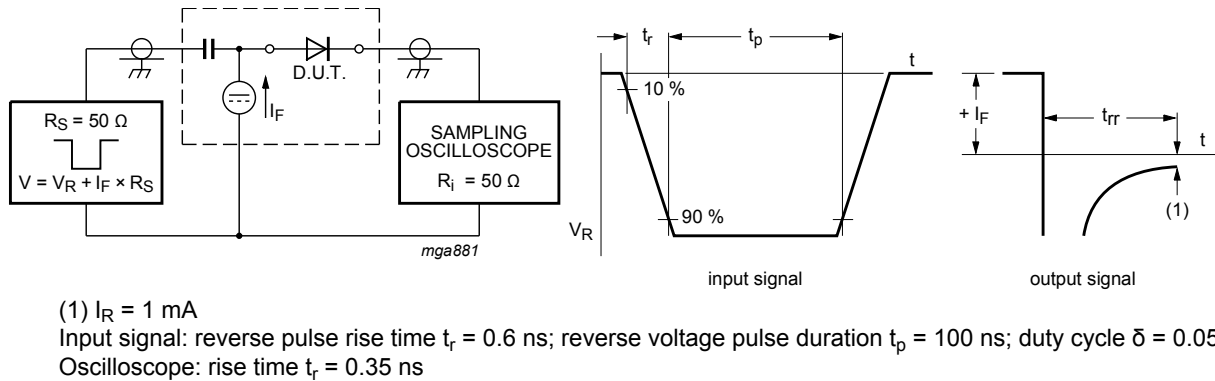 D.U.T.
I_F
R_S = 50 Ω
V = V_R + I_F × R_S
SAMPLING
OSCILLOSCOPE
R_i = 50 Ω
mga881
t_r
t_p
t
10 %
90 %
V_R
input signal
+ I_F
t_rr
t
(1)
output signal
(1) I_R = 1 mA
Input signal: reverse pulse rise time t_r = 0.6 ns; reverse voltage pulse duration t_p = 100 ns; duty cycle δ = 0.05
Oscilloscope: rise time t_r = 0.35 ns